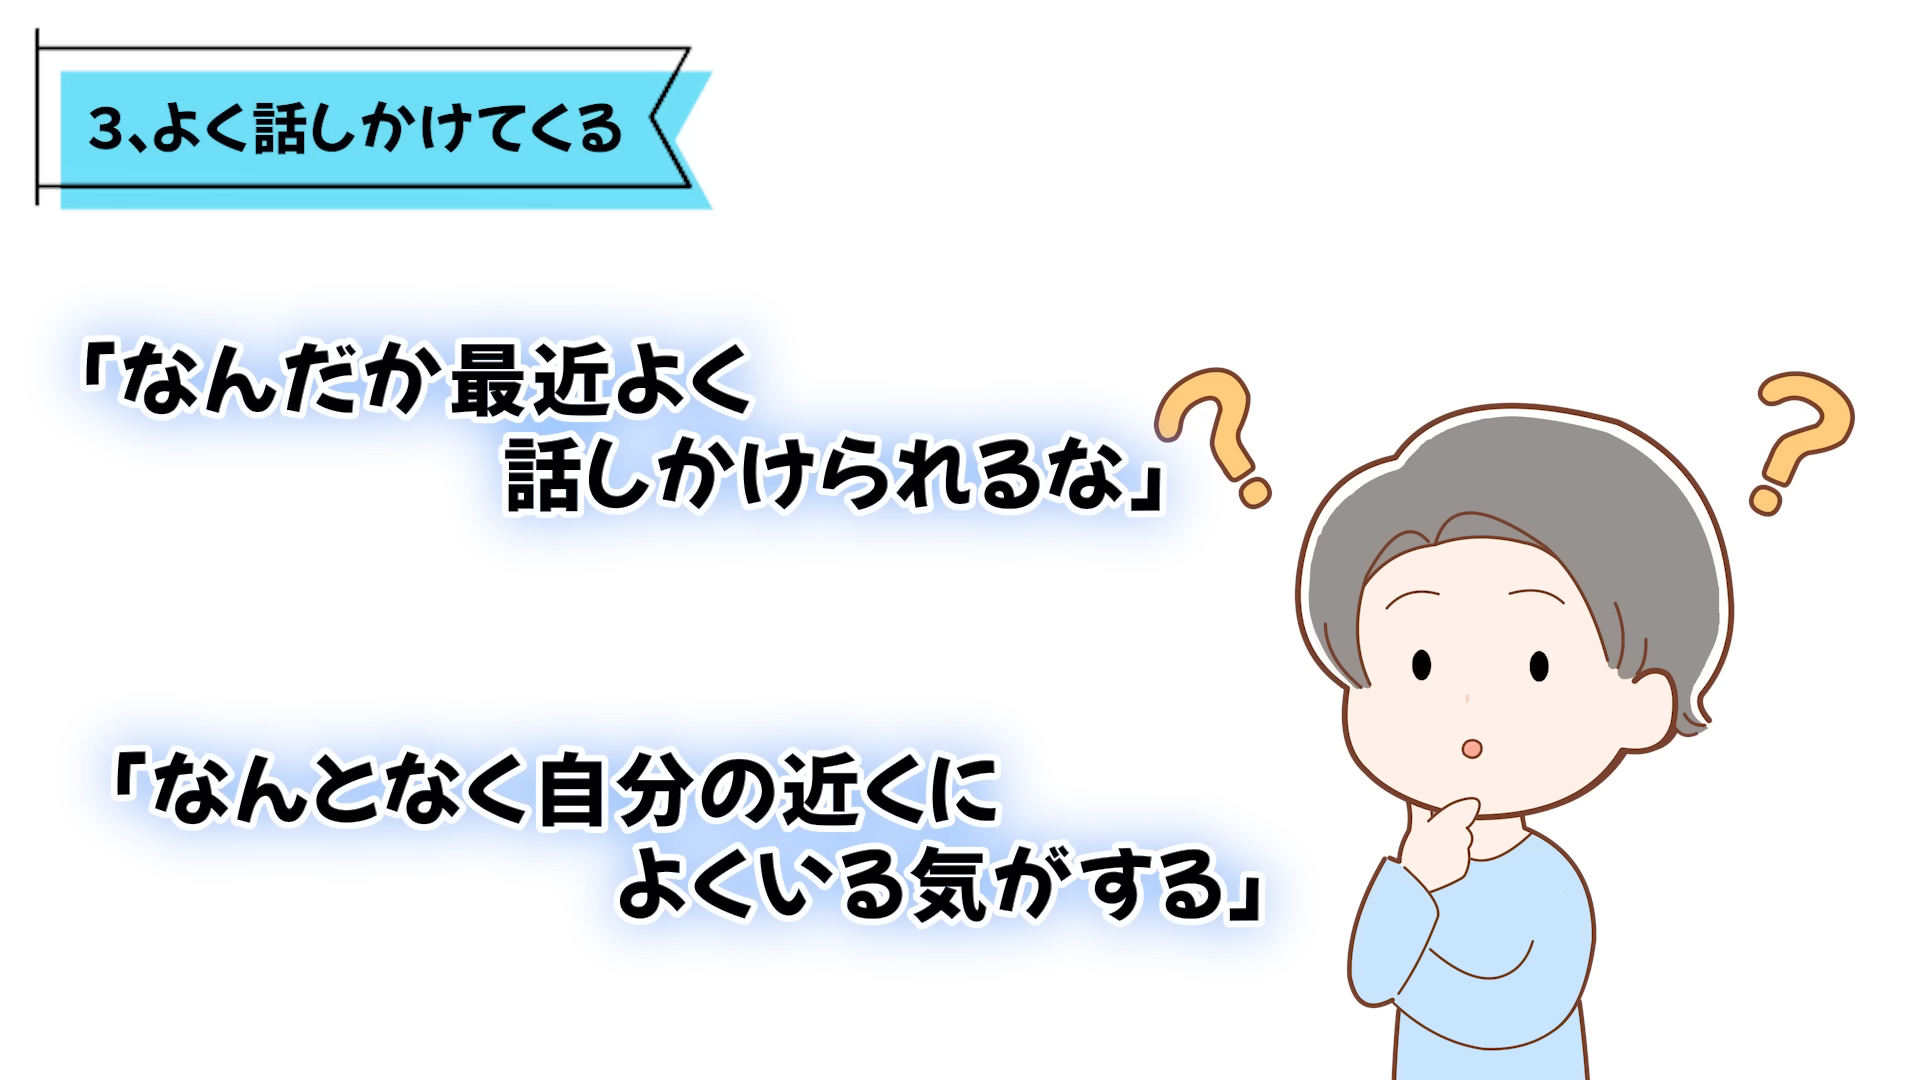 3、よく話しかけてくる
「なんだか最近よく
話しかけられるな」
「なんとなく自分の近くに
よくいる気がする」